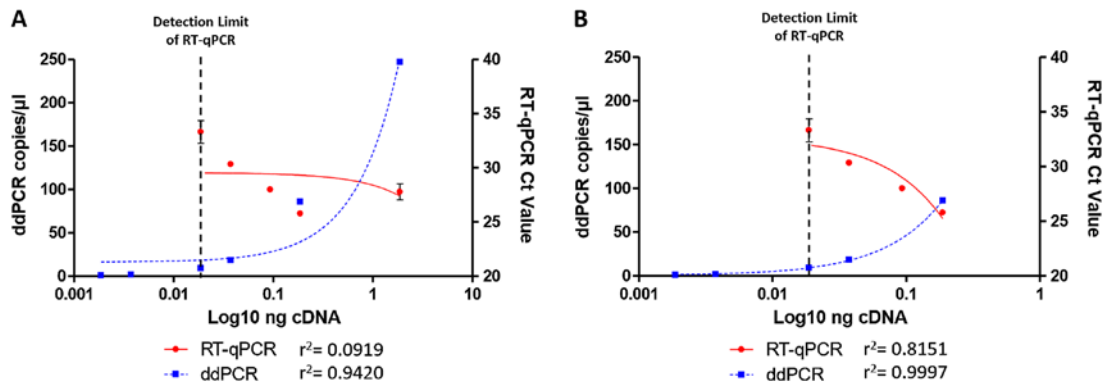 A
Detection Limit
of RT-qPCR
250
200
150
100
50
0
ddPCR copies/µl
40
35
30
25
20
RT-qPCR Ct Value
0.001
0.01
0.1
1
10
Log10 ng cDNA
RT-qPCR r²= 0.0919
ddPCR r²= 0.9420
B
Detection Limit
of RT-qPCR
250
200
150
100
50
0
ddPCR copies/µl
40
35
30
25
20
RT-qPCR Ct Value
0.001
0.01
0.1
1
Log10 ng cDNA
RT-qPCR r²= 0.8151
ddPCR r²= 0.9997